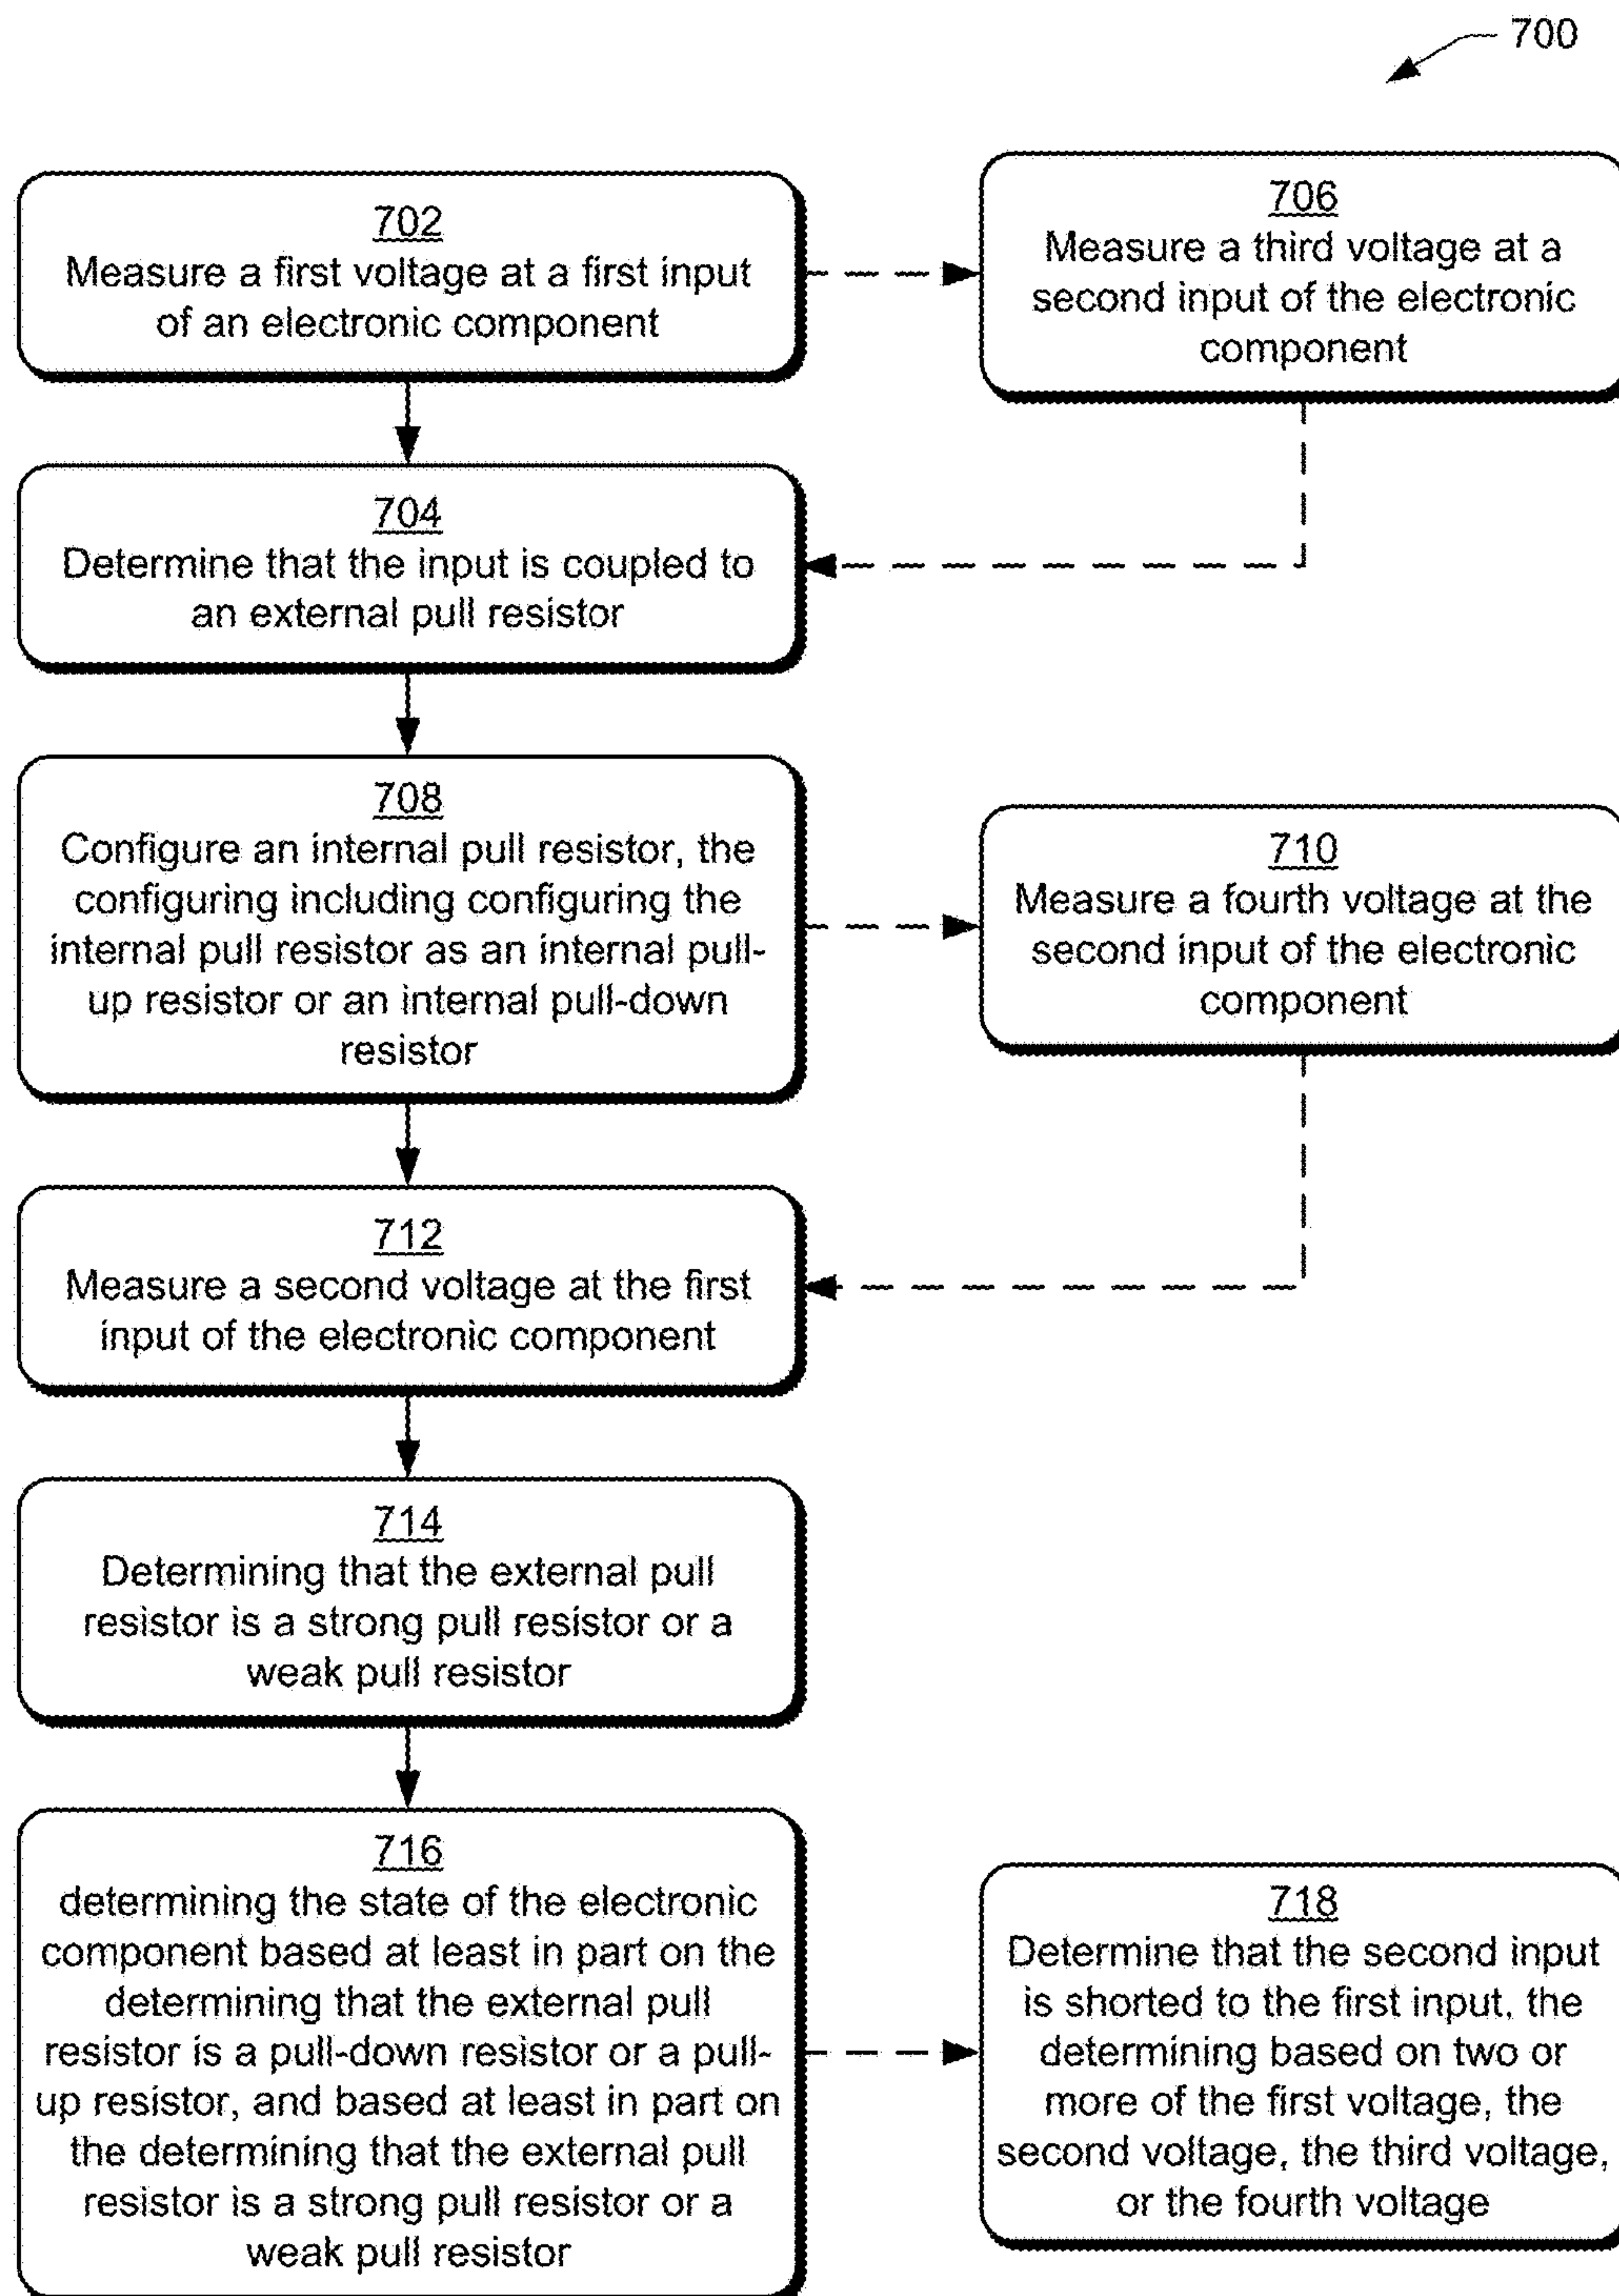 700
702
Measure a first voltage at a first input
of an electronic component
706
Measure a third voltage at a
second input of the electronic
component
704
Determine that the input is coupled to
an external pull resistor
708
Configure an internal pull resistor, the
configuring including configuring the
internal pull resistor as an internal pull-
up resistor or an internal pull-down
resistor
710
Measure a fourth voltage at the
second input of the electronic
component
712
Measure a second voltage at the first
input of the electronic component
714
Determining that the external pull
resistor is a strong pull resistor or a
weak pull resistor
716
determining the state of the electronic
component based at least in part on the
determining that the external pull
resistor is a pull-down resistor or a pull-
up resistor, and based at least in part on
the determining that the external pull
resistor is a strong pull resistor or a
weak pull resistor
718
Determine that the second input
is shorted to the first input, the
determining based on two or
more of the first voltage, the
second voltage, the third voltage,
or the fourth voltage